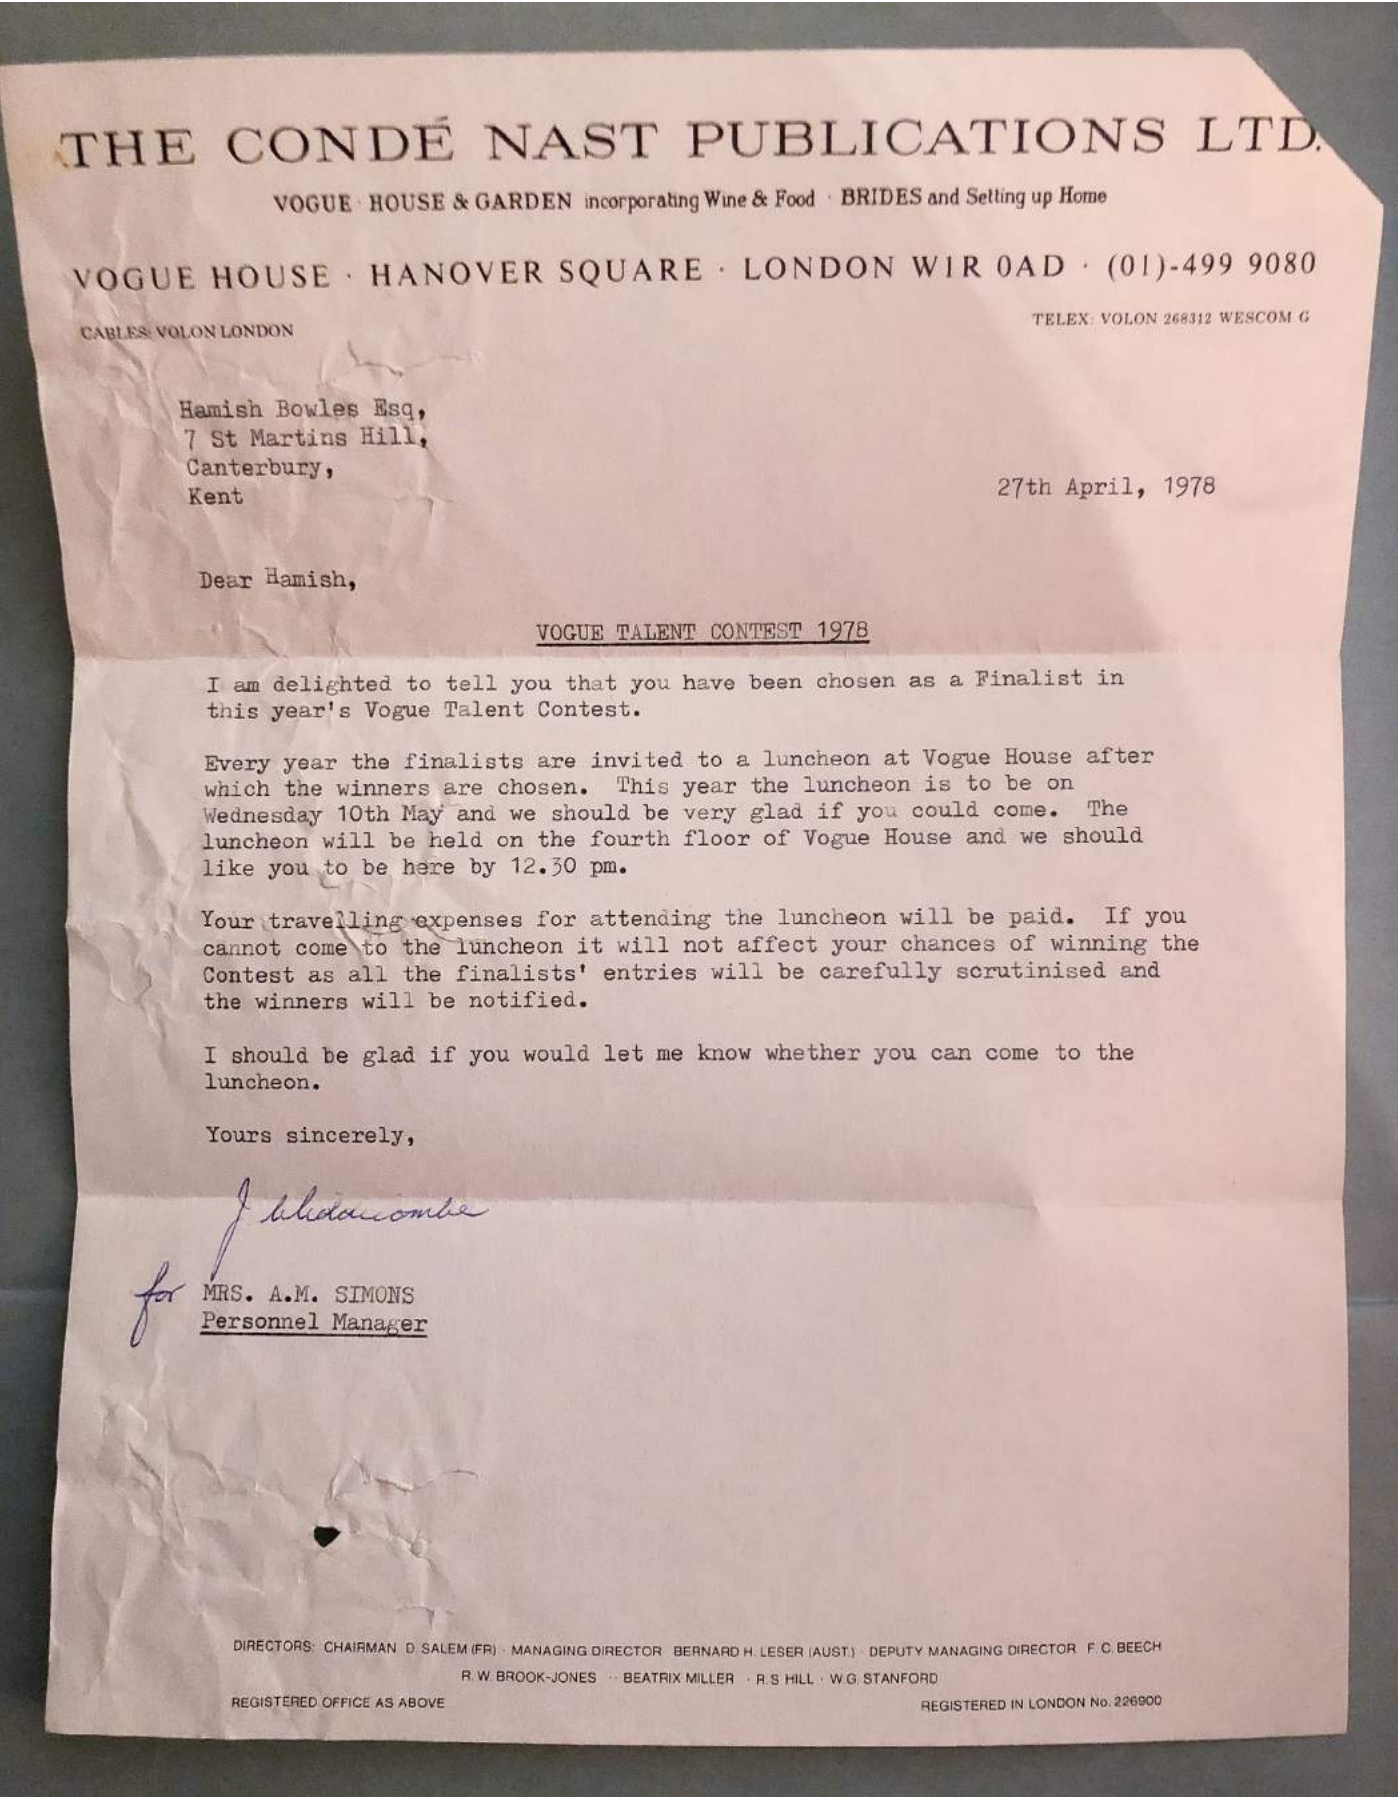 THE CONDÉ NAST PUBLICATIONS LTD.
VOGUE · HOUSE & GARDEN incorporating Wine & Food · BRIDES and Setting up Home
VOGUE HOUSE · HANOVER SQUARE · LONDON W1R 0AD · (01)-499 9080
CABLES: VOLON LONDON
TELEX: VOLON 268312 WESCOM G
Hamish Bowles Esq,
7 St Martins Hill,
Canterbury,
Kent
27th April, 1978
Dear Hamish,
VOGUE TALENT CONTEST 1978
I am delighted to tell you that you have been chosen as a Finalist in
this year's Vogue Talent Contest.
Every year the finalists are invited to a luncheon at Vogue House after
which the winners are chosen. This year the luncheon is to be on
Wednesday 10th May and we should be very glad if you could come. The
luncheon will be held on the fourth floor of Vogue House and we should
like you to be here by 12.30 pm.
Your travelling expenses for attending the luncheon will be paid. If you
cannot come to the luncheon it will not affect your chances of winning the
Contest as all the finalists' entries will be carefully scrutinised and
the winners will be notified.
I should be glad if you would let me know whether you can come to the
luncheon.
Yours sincerely,
J
for MRS. A.M. SIMONS
Personnel Manager
DIRECTORS: CHAIRMAN D. SALEM (FR) · MANAGING DIRECTOR BERNARD H. LESER (AUST.) · DEPUTY MANAGING DIRECTOR F. C. BEECH
R. W. BROOK-JONES · BEATRIX MILLER · R. S HILL · W.G. STANFORD
REGISTERED OFFICE AS ABOVE
REGISTERED IN LONDON No. 226900